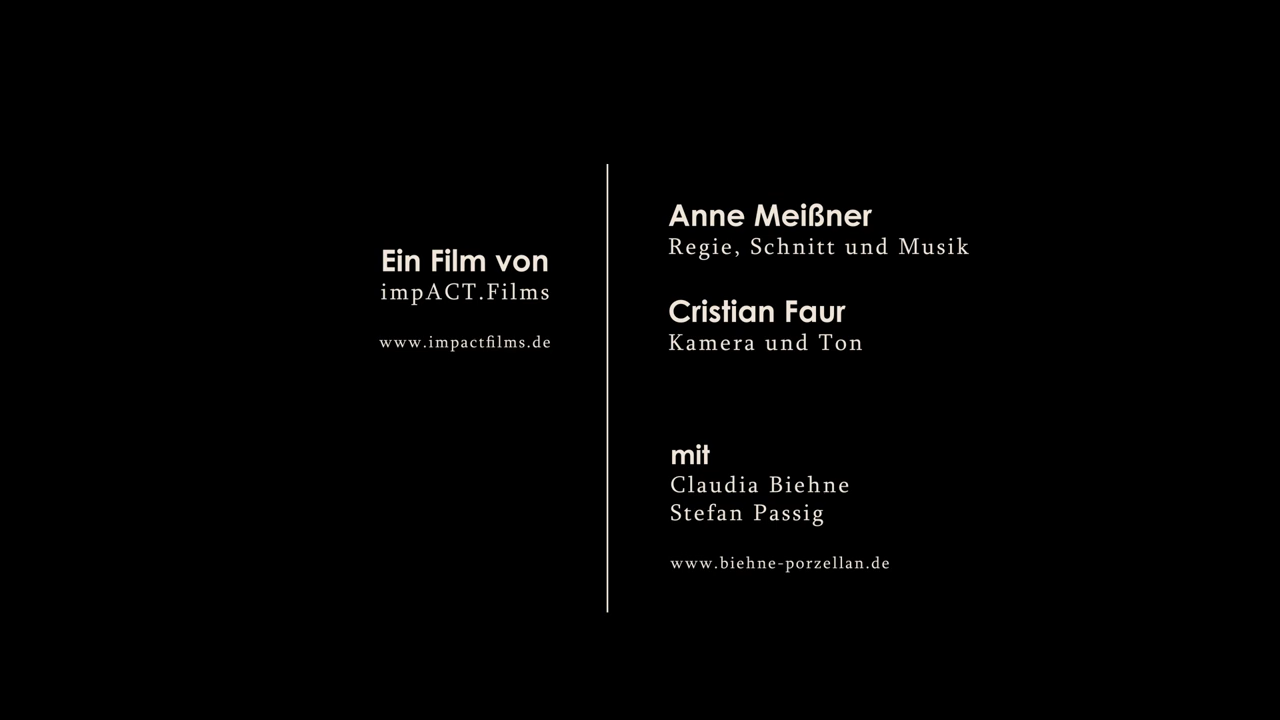 Ein Film von
impACT.Films
www.impactfilms.de
Anne Meißner
Regie, Schnitt und Musik
Cristian Faur
Kamera und Ton
mit
Claudia Biehne
Stefan Passig
www.biehne-porzellan.de